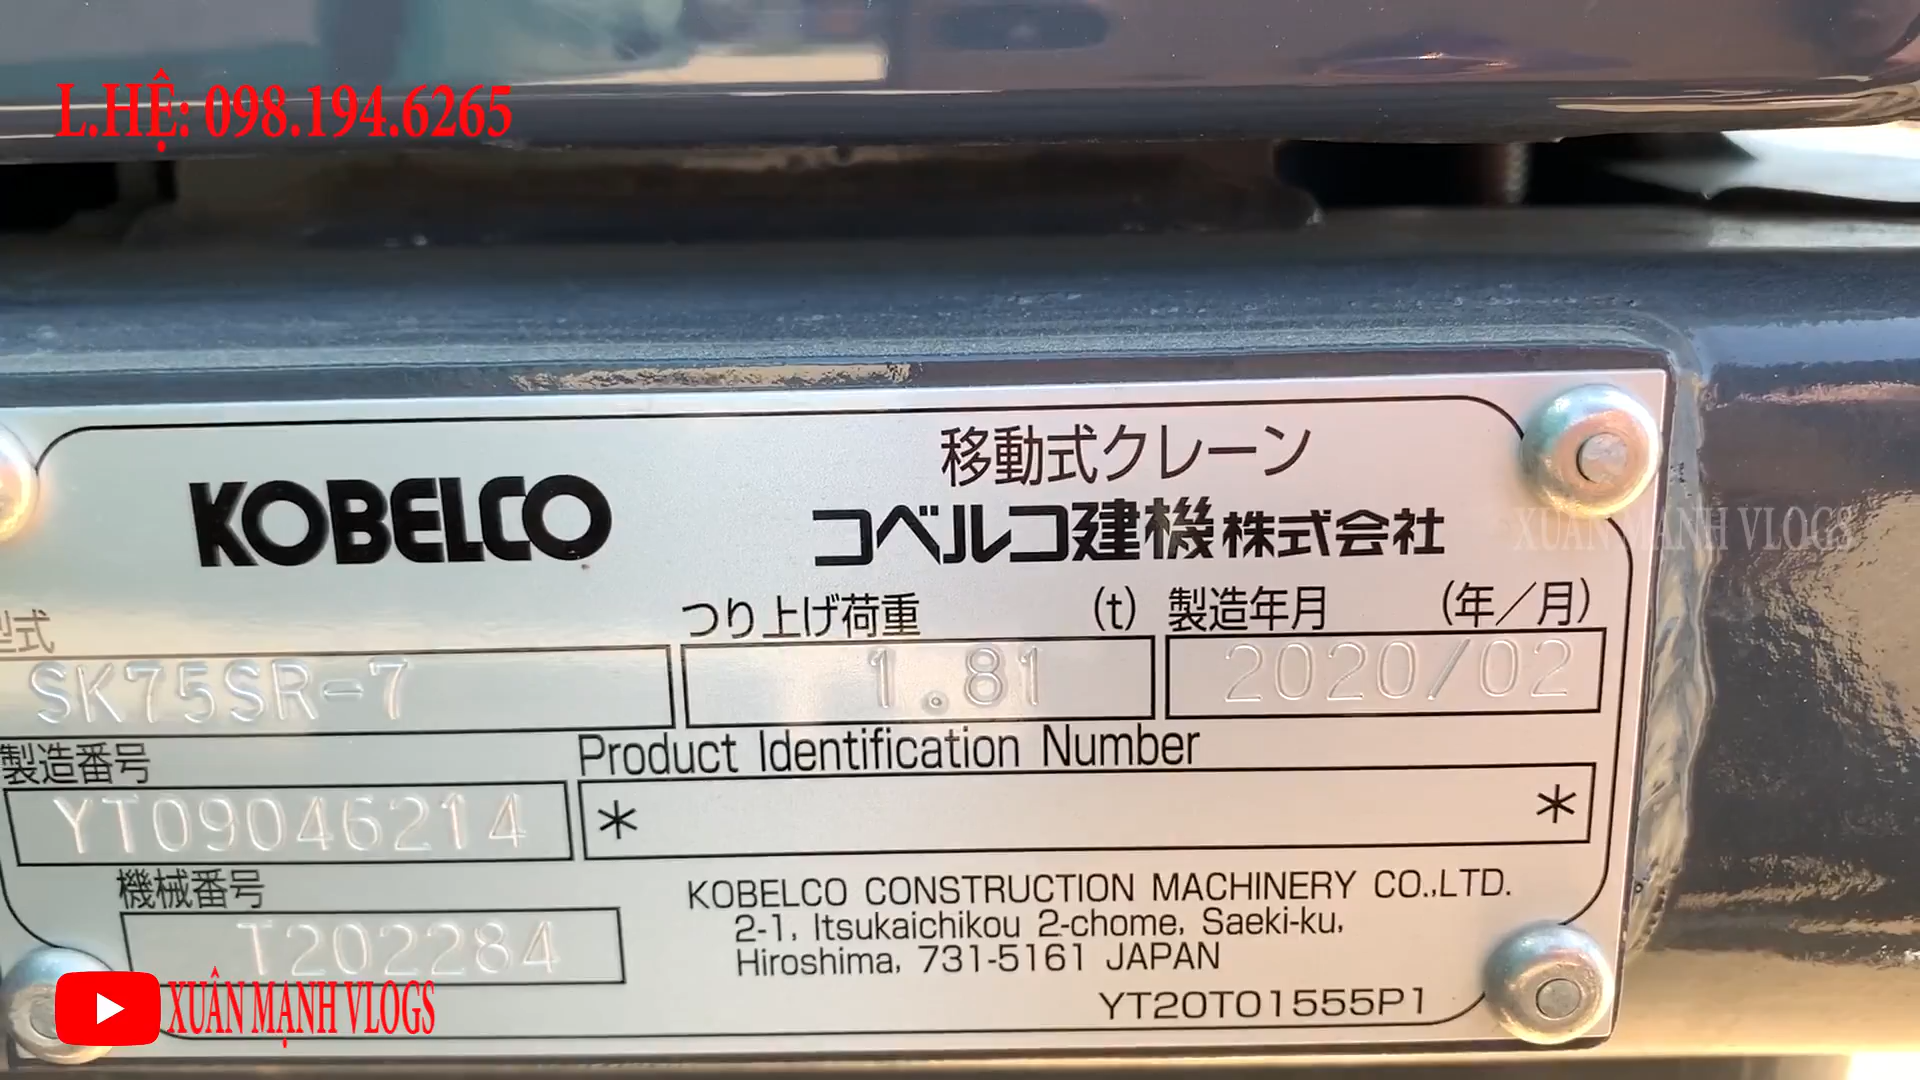 L.HỆ: 098.194.6265
KOBELCO
移動式クレーン
コベルコ建機株式会社
型式
つり上げ荷重 (t)
製造年月 (年／月)
SK75SR-7
1.81
2020/02
製造番号
Product Identification Number
YT09046214
* *
機械番号
T202284
KOBELCO CONSTRUCTION MACHINERY CO.,LTD.
2-1, Itsukaichikou 2-chome, Saeki-ku,
Hiroshima, 731-5161 JAPAN
YT20T01555P1
XUÂN MẠNH VLOGS
XUÂN MẠNH VLOGS